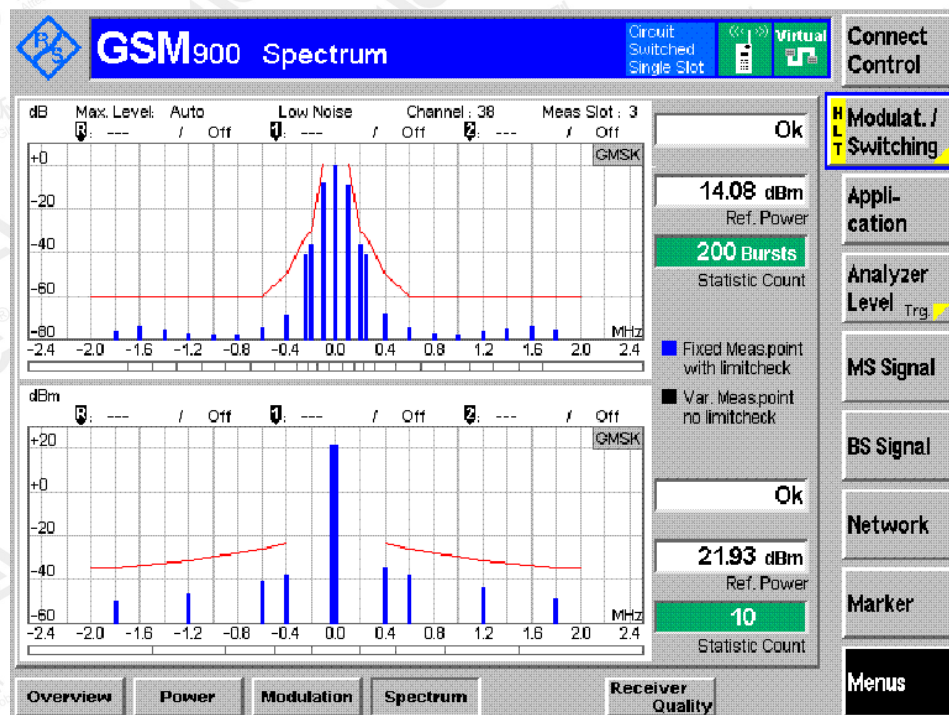 R/S
GSM900 Spectrum
Circuit Switched Single Slot
Virtual
Connect Control
dB Max. Level: Auto Low Noise Channel : 38 Meas Slot : 3
R: --- / Off 1: --- / Off 2: --- / Off
GMSK
+0
-20
-40
-60
-80
MHz
-2.4 -2.0 -1.6 -1.2 -0.8 -0.4 0.0 0.4 0.8 1.2 1.6 2.0 2.4
Ok
14.08 dBm
Ref. Power
200 Bursts
Statistic Count
Fixed Meas.point
with limitcheck
Var. Meas.point
no limitcheck
dBm
R: --- / Off 1: --- / Off 2: --- / Off
GMSK
+20
+0
-20
-40
-60
MHz
-2.4 -2.0 -1.6 -1.2 -0.8 -0.4 0.0 0.4 0.8 1.2 1.6 2.0 2.4
Ok
21.93 dBm
Ref. Power
10
Statistic Count
HLT
Modulat. /
Switching
Appli-
cation
Analyzer
Level Trg.
MS Signal
BS Signal
Network
Marker
Menus
Overview Power Modulation Spectrum Receiver Quality